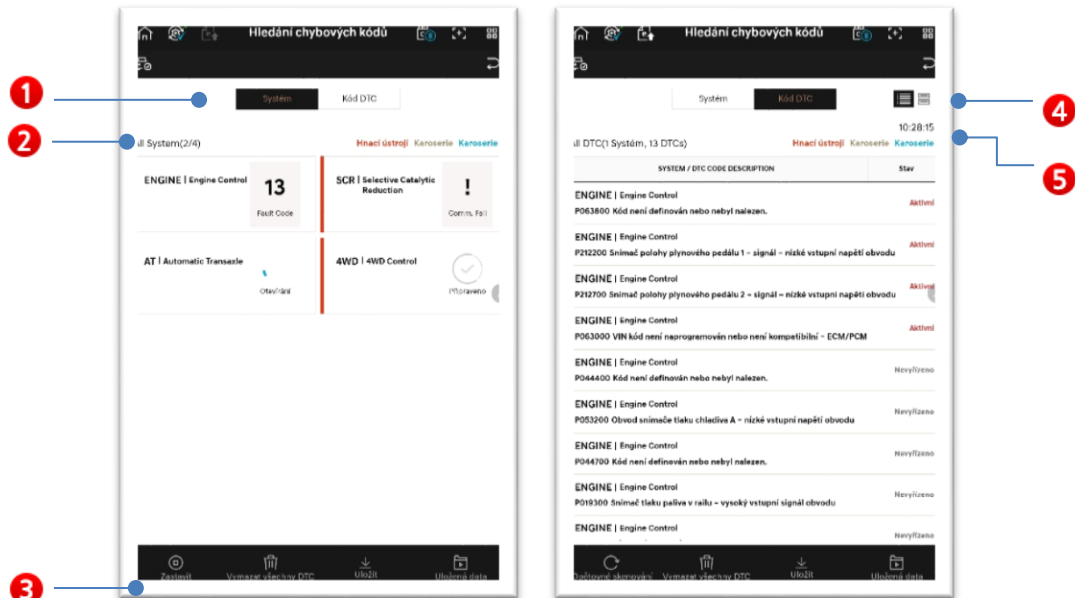 Hledání chybových kódů
1
Systém Kód DTC
2
ll System(2/4) Hnací ústrojí Karoserie Karoserie
ENGINE | Engine Control
13
Fault Code
SCR | Selective Catalytic
Reduction
!
Comm. Fail
AT | Automatic Transaxle
Otevírání
4WD | 4WD Control
Připraveno
Zastavit Vymazat všechny DTC Uložit Uložená data
3
Hledání chybových kódů
Systém Kód DTC
4
10:28:15
ll DTC(1 Systém, 13 DTCs) Hnací ústrojí Karoserie Karoserie
5
SYSTEM / DTC CODE DESCRIPTION Stav
ENGINE | Engine Control
P063800 Kód není definován nebo nebyl nalezen. Aktivní
ENGINE | Engine Control
P212200 Snímač polohy plynového pedálu 1 – signál – nízké vstupní napětí obvodu Aktivní
ENGINE | Engine Control
P212700 Snímač polohy plynového pedálu 2 – signál – nízké vstupní napětí obvodu Aktivní
ENGINE | Engine Control
P063000 VIN kód není naprogramován nebo není kompatibilní – ECM/PCM Aktivní
ENGINE | Engine Control
P044400 Kód není definován nebo nebyl nalezen. Nevyřízeno
ENGINE | Engine Control
P053200 Obvod snímače tlaku chladiva A – nízké vstupní napětí obvodu Nevyřízeno
ENGINE | Engine Control
P044700 Kód není definován nebo nebyl nalezen. Nevyřízeno
ENGINE | Engine Control
P019300 Snímač tlaku paliva v railu – vysoký vstupní signál obvodu Nevyřízeno
ENGINE | Engine Control
Nevyřízeno
Opětovné skenování Vymazat všechny DTC Uložit Uložená data